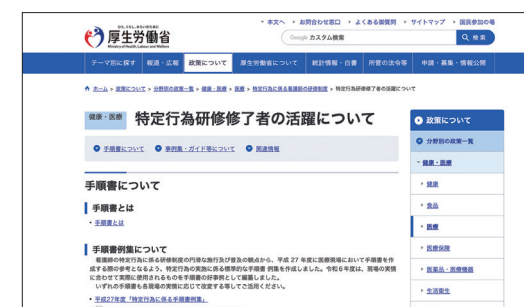 本文へ お問合わせ窓口 よくある御質問 サイトマップ 国民参加の場
ひと、くらし、みらいのために
厚生労働省
Ministry of Health, Labour and Welfare
Google カスタム検索
検索
テーマ別に探す 報道・広報 政策について 厚生労働省について 統計情報・白書 所管の法令等 申請・募集・情報公開
ホーム > 政策について > 分野別の政策一覧 > 健康・医療 > 医療 > 特定行為に係る看護師の研修制度 > 特定行為研修修了者の活躍について
健康・医療 特定行為研修修了者の活躍について
手順書について 事例集・ガイド等について 関連情報
手順書について
手順書とは
・手順書とは
手順書例集について
看護師の特定行為に係る研修制度の円滑な施行及び普及の観点から、平成 27 年度に医療現場において手順書を作
成する際の参考となるよう、特定行為の実施に係る標準的な手順書 例集を作成しました。令和６年度は、現場の実情
に合わせて実際に使用されるものを手順書の好事例として編纂しました。
いずれの手順書も各現場の実情に応じて改変する等してご活用ください。
・平成27年度「特定行為に係る手順書例集」
政策について
分野別の政策一覧
健康・医療
健康
食品
医療
医療保険
医薬品・医療機器
生活衛生